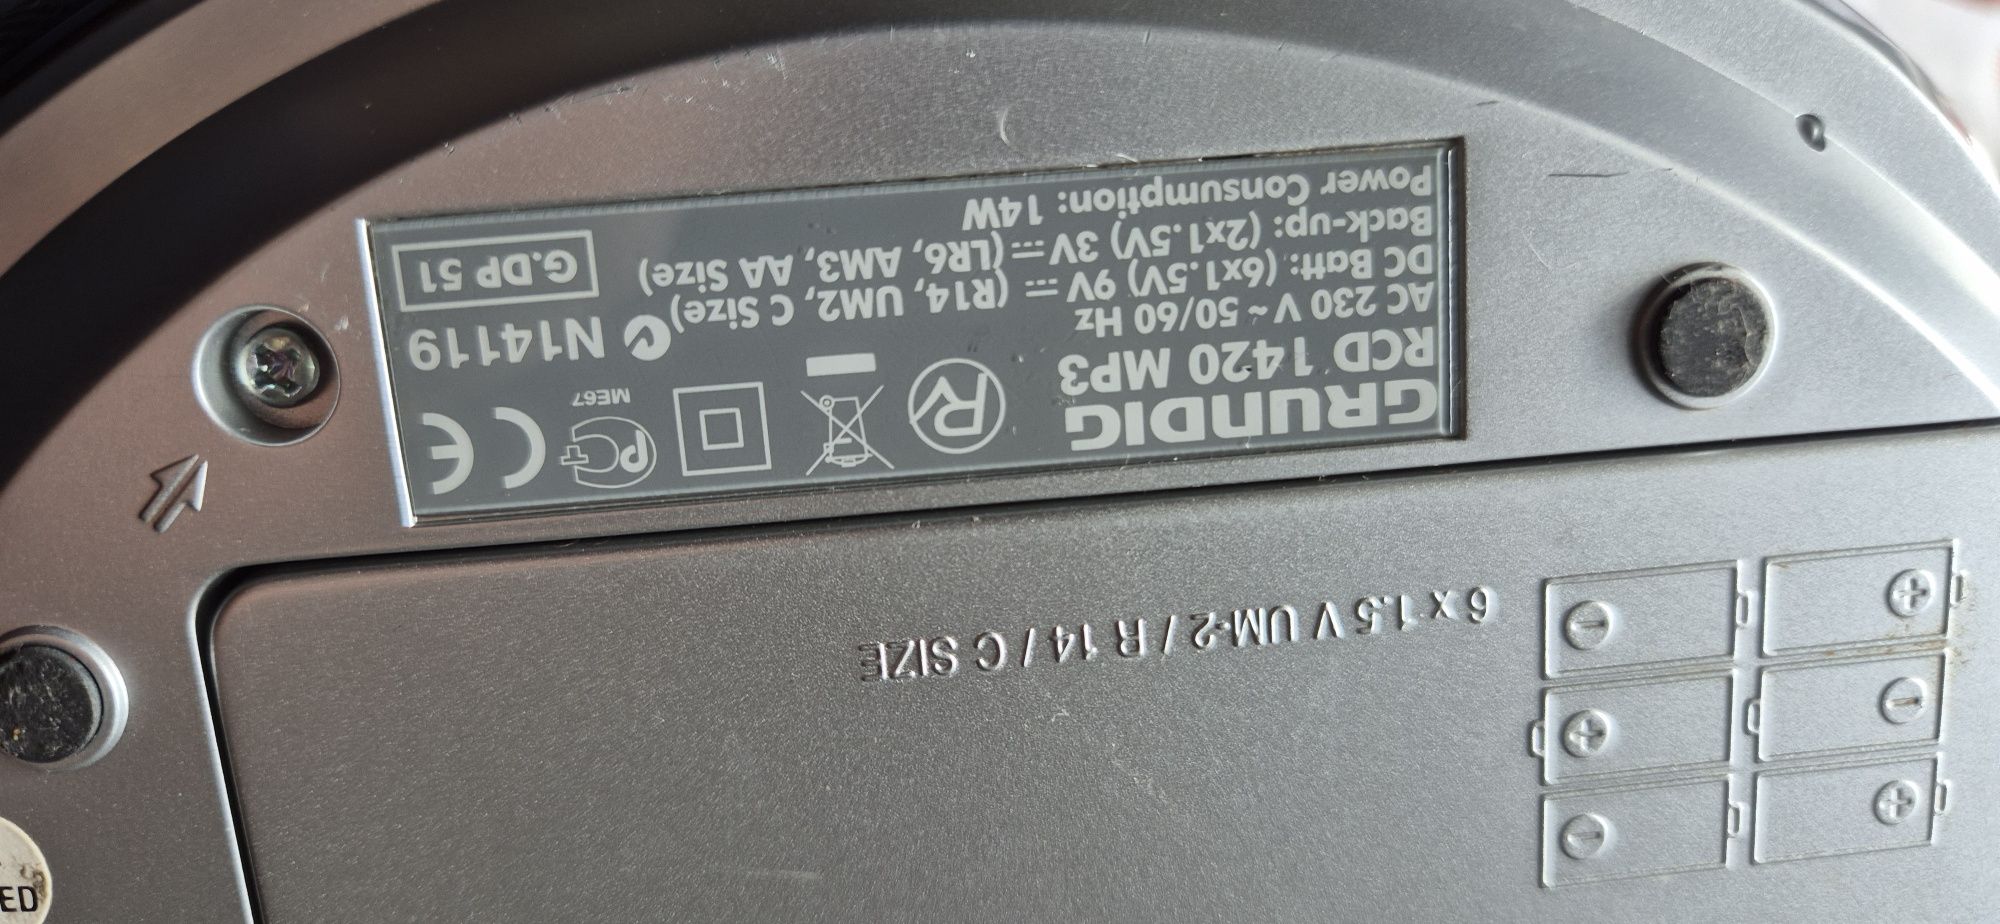 GRUNDIG
RCD 1420 MP3
AC 230 V ~ 50/60 Hz
DC Batt: (6x1.5V) 9V (R14, UM2, C Size)
Back-up: (2x1.5V) 3V (LR6, AM3, AA Size)
Power Consumption: 14W
ME67
CE
N14119
G.DP 51
6 x 1.5 V UM-2 / R 14 / C SIZE
+ -
- +
+ -
ED